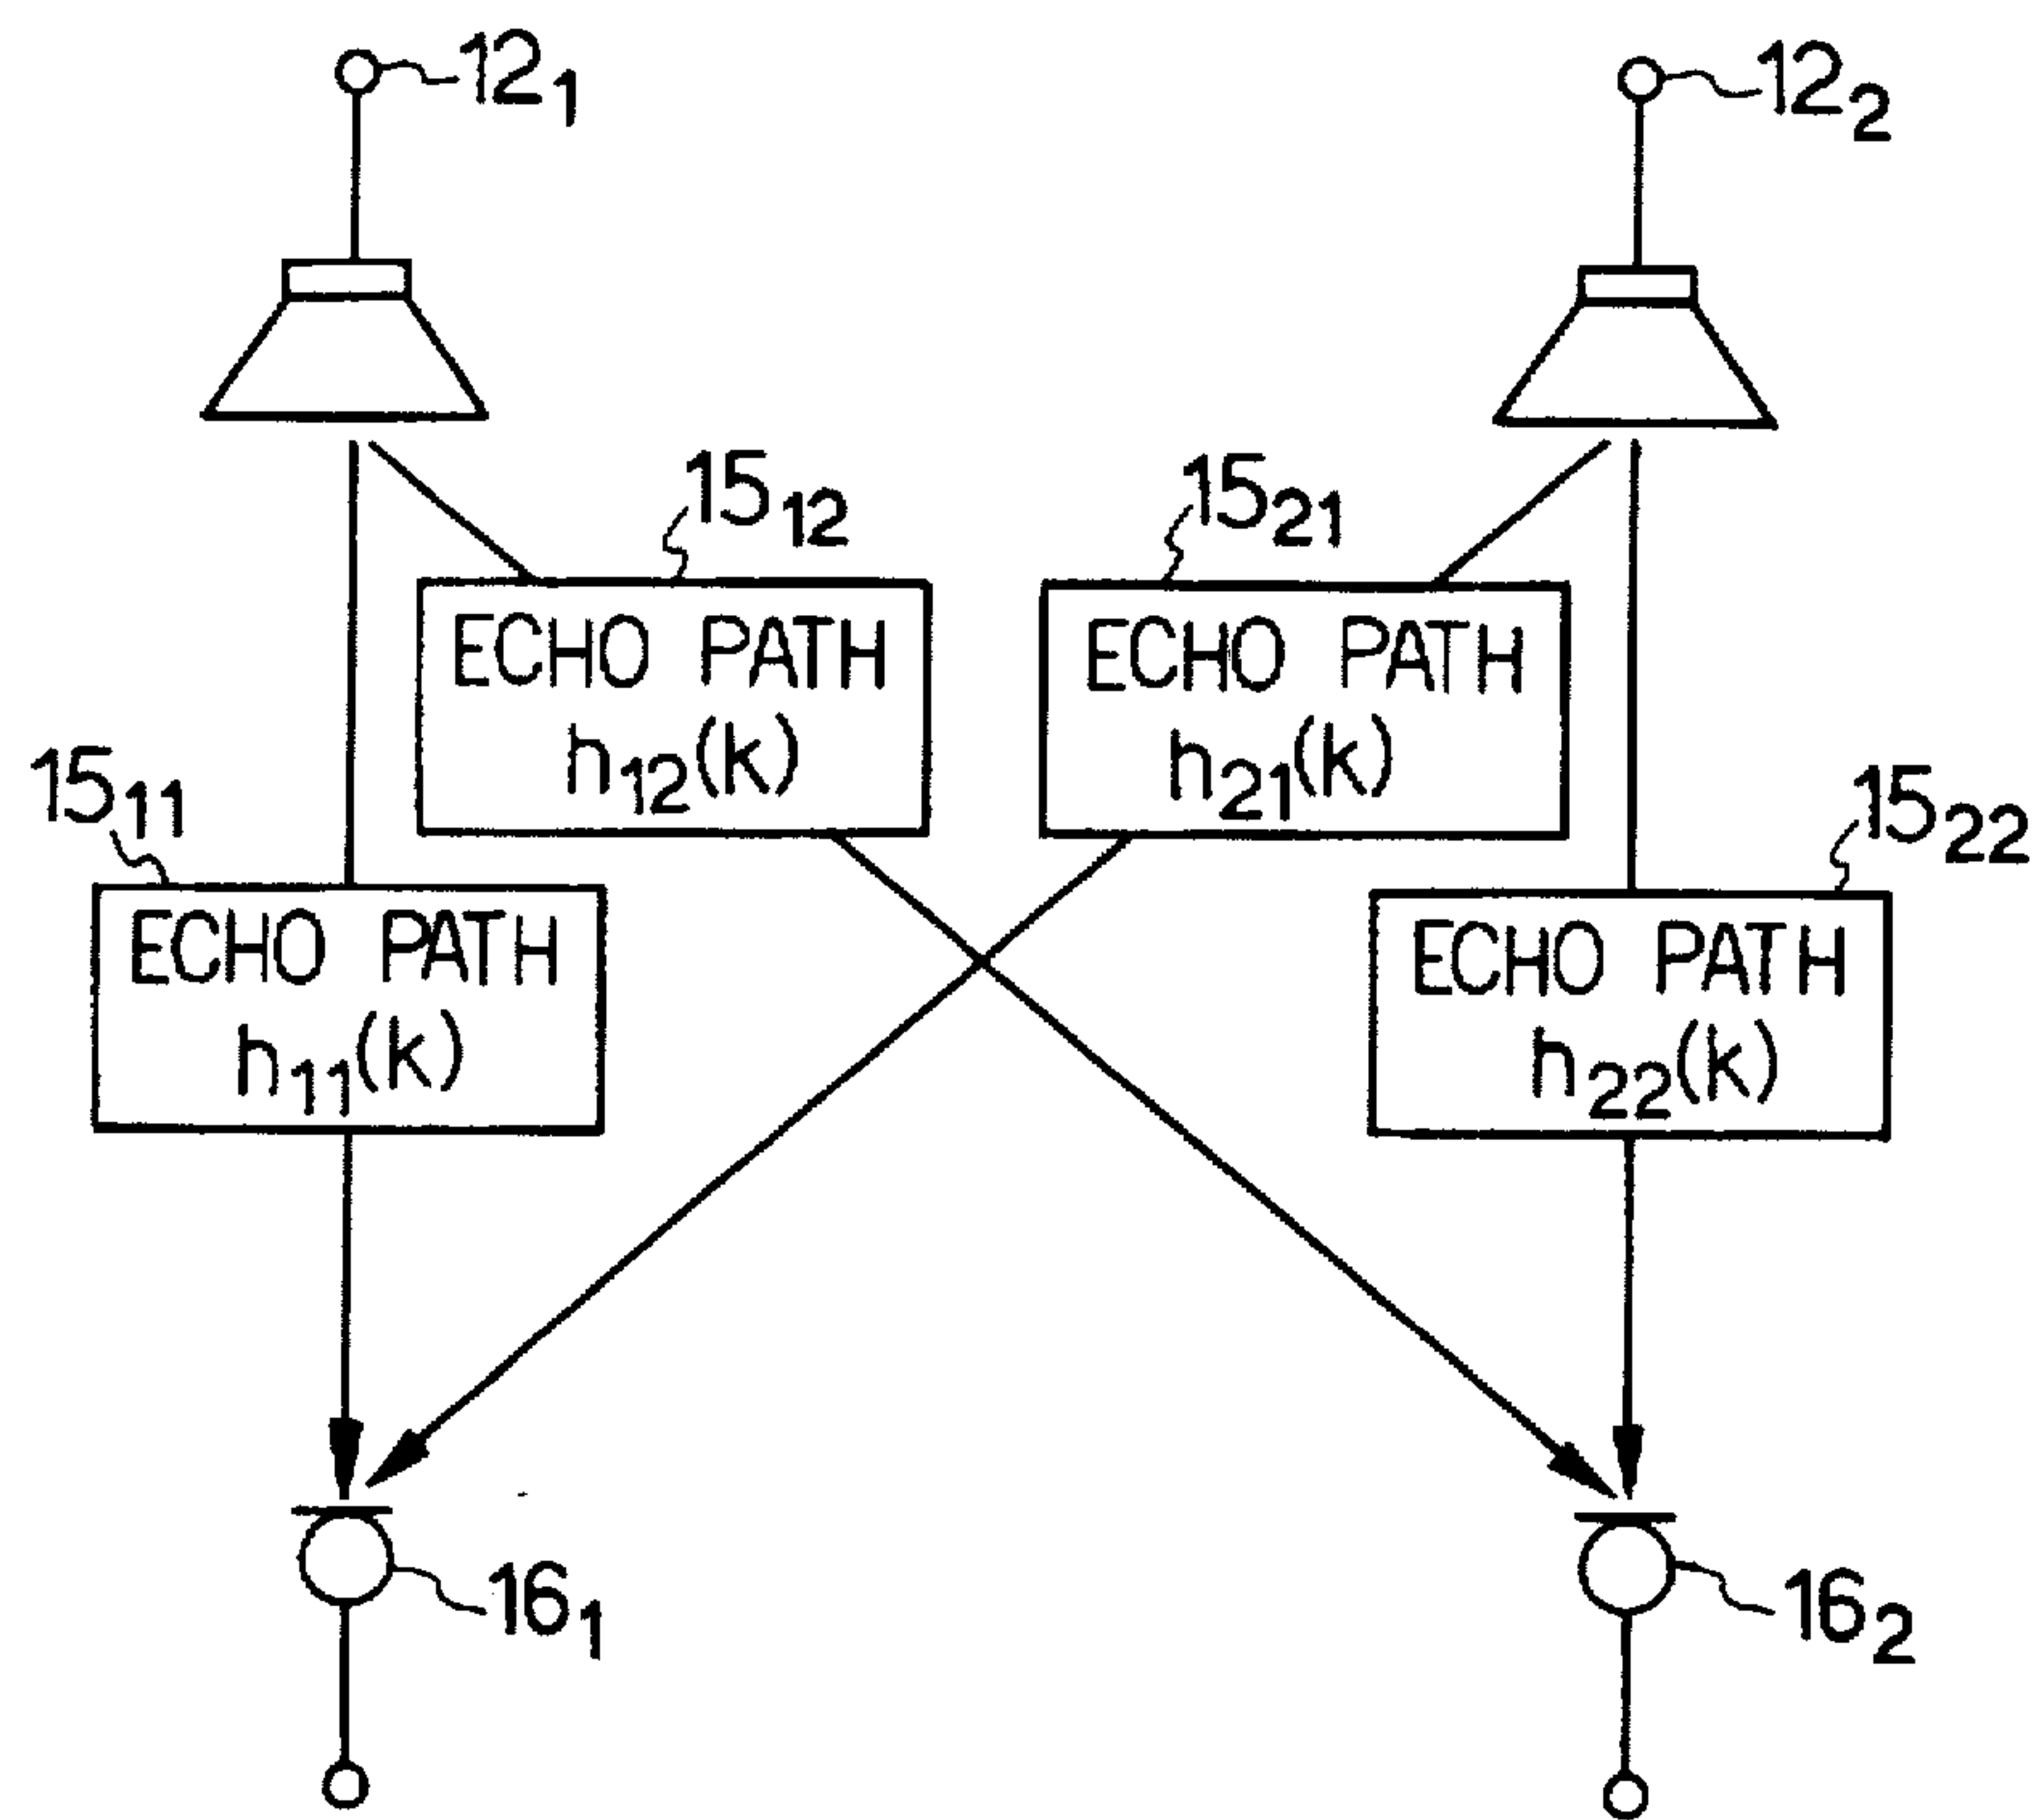 12₁
12₂
15₁₂
15₂₁
ECHO PATH
h₁₂(k)
ECHO PATH
h₂₁(k)
15₁₁
15₂₂
ECHO PATH
h₁₁(k)
ECHO PATH
h₂₂(k)
16₁
16₂